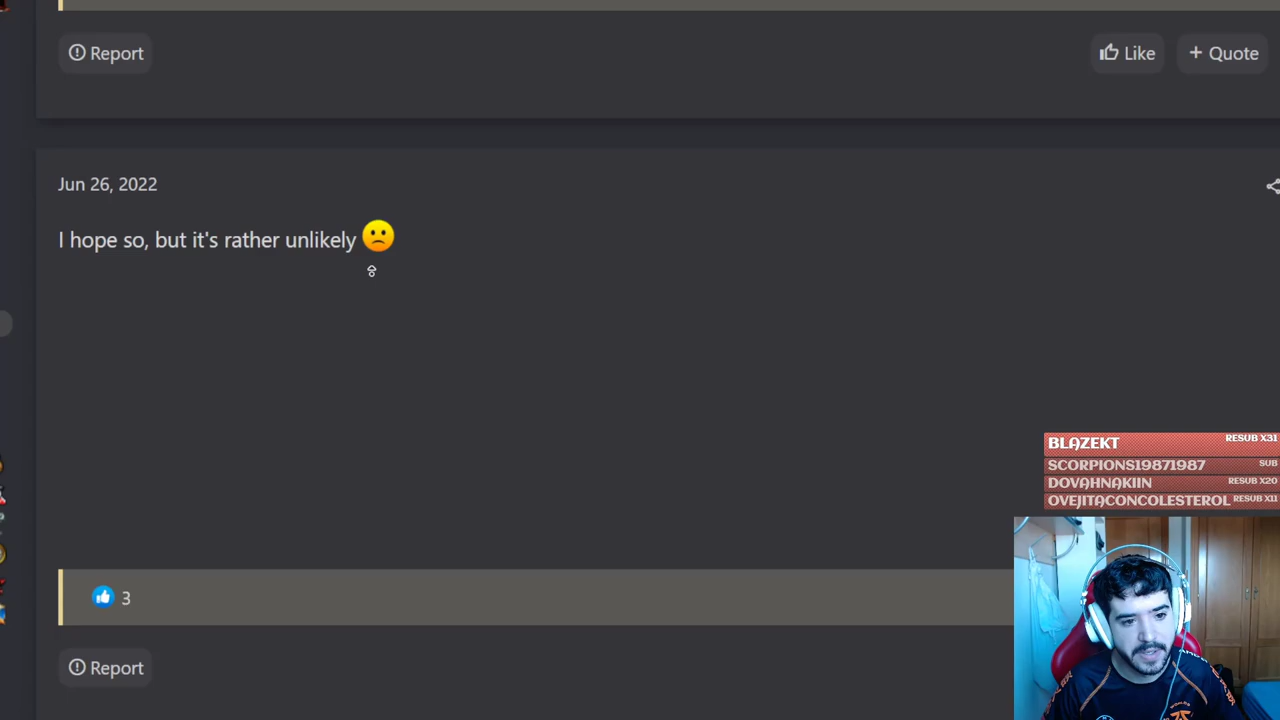 Report
Like
+ Quote
Jun 26, 2022
I hope so, but it's rather unlikely
BLAZEKT RESUB X31
SCORPIONS19871987 SUB
DOVAHNAKIIN RESUB X20
OVEJITACONCOLESTEROL RESUB X11
3
Report